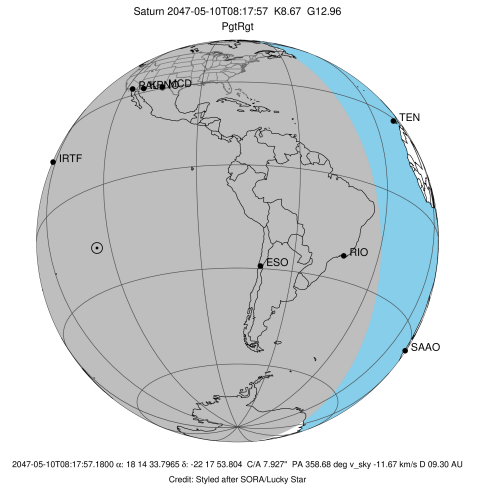 Saturn 2047-05-10T08:17:57 K8.67 G12.96
PgtRgt
MCD
TEN
IRTF
RIO
ESO
SAAO
2047-05-10T08:17:57.1800 α: 18 14 33.7965 δ: -22 17 53.804 C/A 7.927" PA 358.68 deg v_sky -11.67 km/s D 09.30 AU
Credit: Styled after SORA/Lucky Star